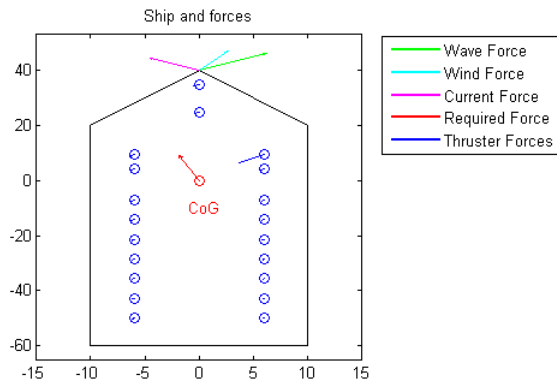 Ship and forces
Wave Force
Wind Force
Current Force
Required Force
Thruster Forces
40
20
0
CoG
-20
-40
-60
-15 -10 -5 0 5 10 15